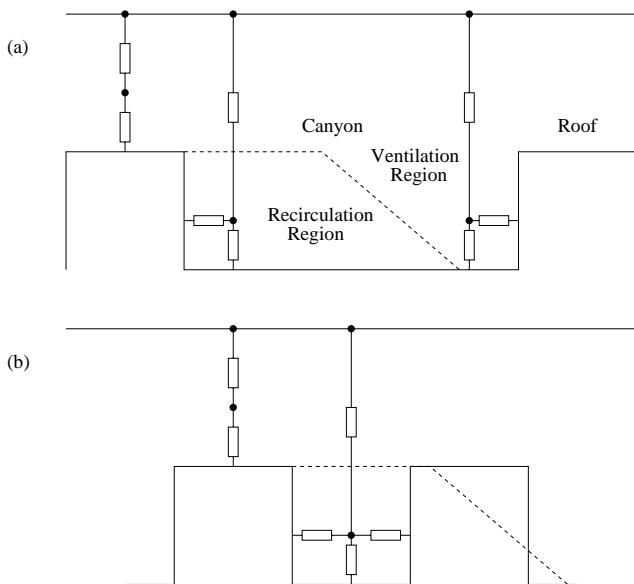 (a)
Canyon
Roof
Ventilation
Region
Recirculation
Region
(b)